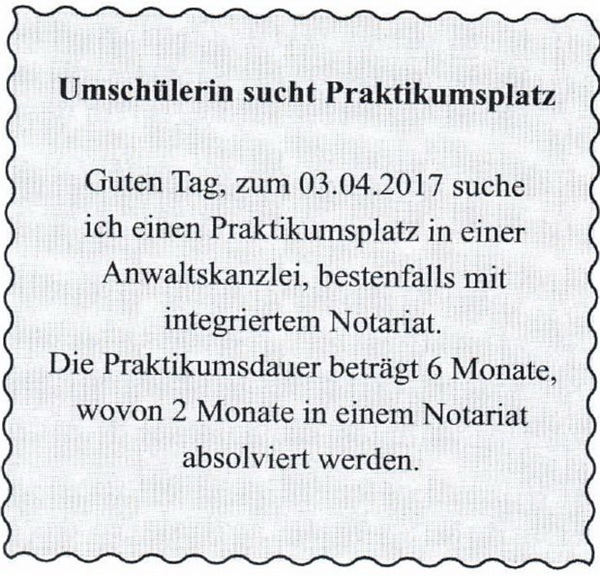 Umschülerin sucht Praktikumsplatz
Guten Tag, zum 03.04.2017 suche
ich einen Praktikumsplatz in einer
Anwaltskanzlei, bestenfalls mit
integriertem Notariat.
Die Praktikumsdauer beträgt 6 Monate,
wovon 2 Monate in einem Notariat
absolviert werden.